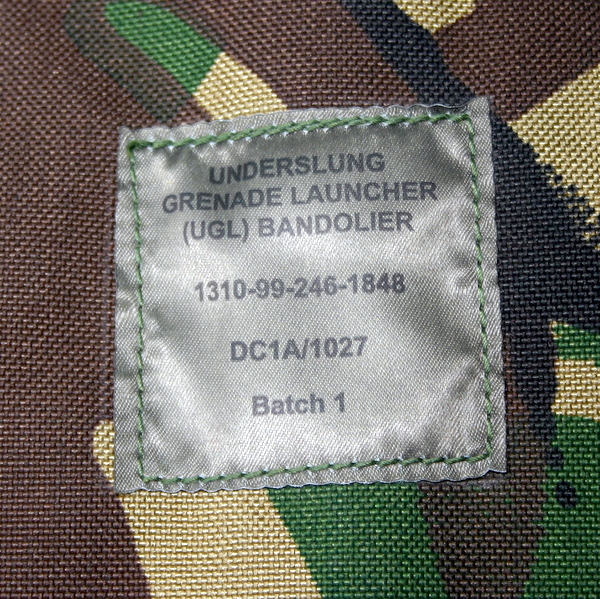 UNDERSLUNG
GRENADE LAUNCHER
(UGL) BANDOLIER
1310-99-246-1848
DC1A/1027
Batch 1